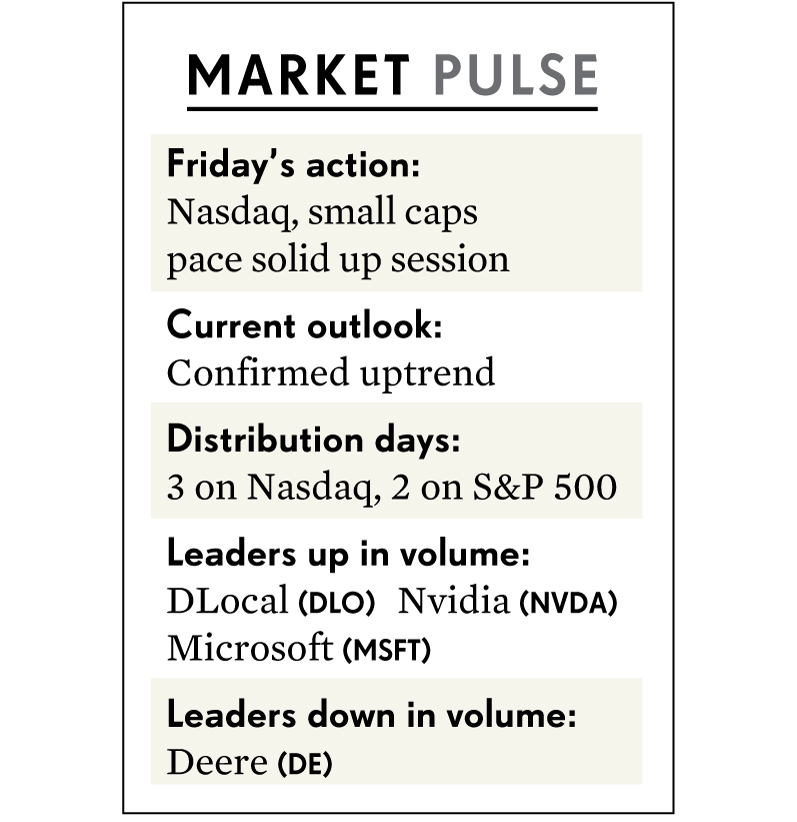 MARKET PULSE
Friday's action:
Nasdaq, small caps
pace solid up session
Current outlook:
Confirmed uptrend
Distribution days:
3 on Nasdaq, 2 on S&P 500
Leaders up in volume:
DLocal (DLO) Nvidia (NVDA)
Microsoft (MSFT)
Leaders down in volume:
Deere (DE)